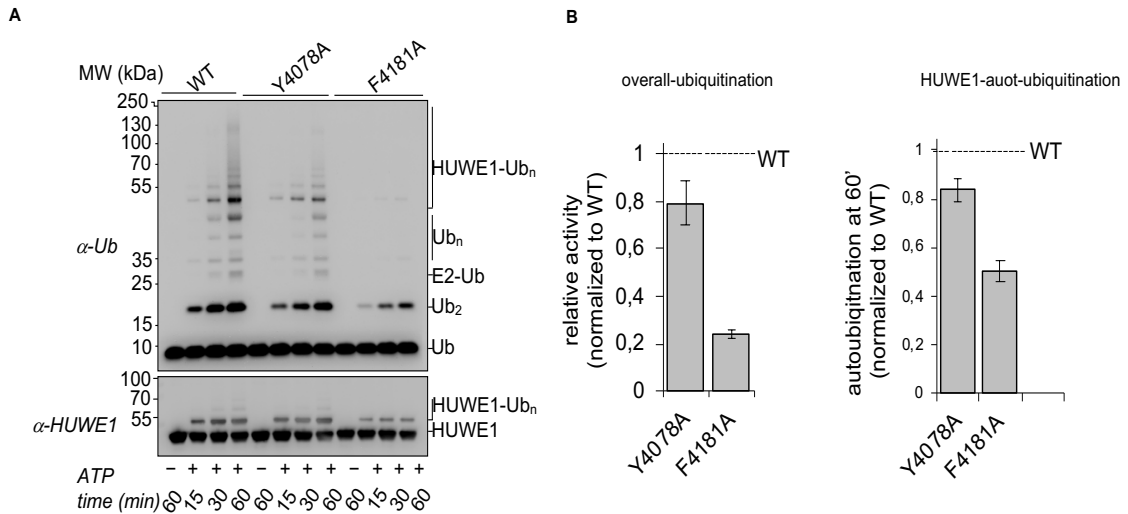 A
MW (kDa)
WT
Y4078A
F4181A
250
130
100
70
55
35
25
15
10
α-Ub
HUWE1-Ubn
Ubn
E2-Ub
Ub2
Ub
100
70
55
α-HUWE1
HUWE1-Ubn
HUWE1
ATP – + + + – + + + – + + +
time (min) 60 15 30 60 60 15 30 60 60 15 30 60
B
overall-ubiquitination
relative activity
(normalized to WT)
1
0,8
0,6
0,4
0,2
0
WT
Y4078A
F4181A
HUWE1-auot-ubiquitination
autoubiqitnation at 60'
(normalized to WT)
1
0,8
0,6
0,4
0,2
0
WT
Y4078A
F4181A